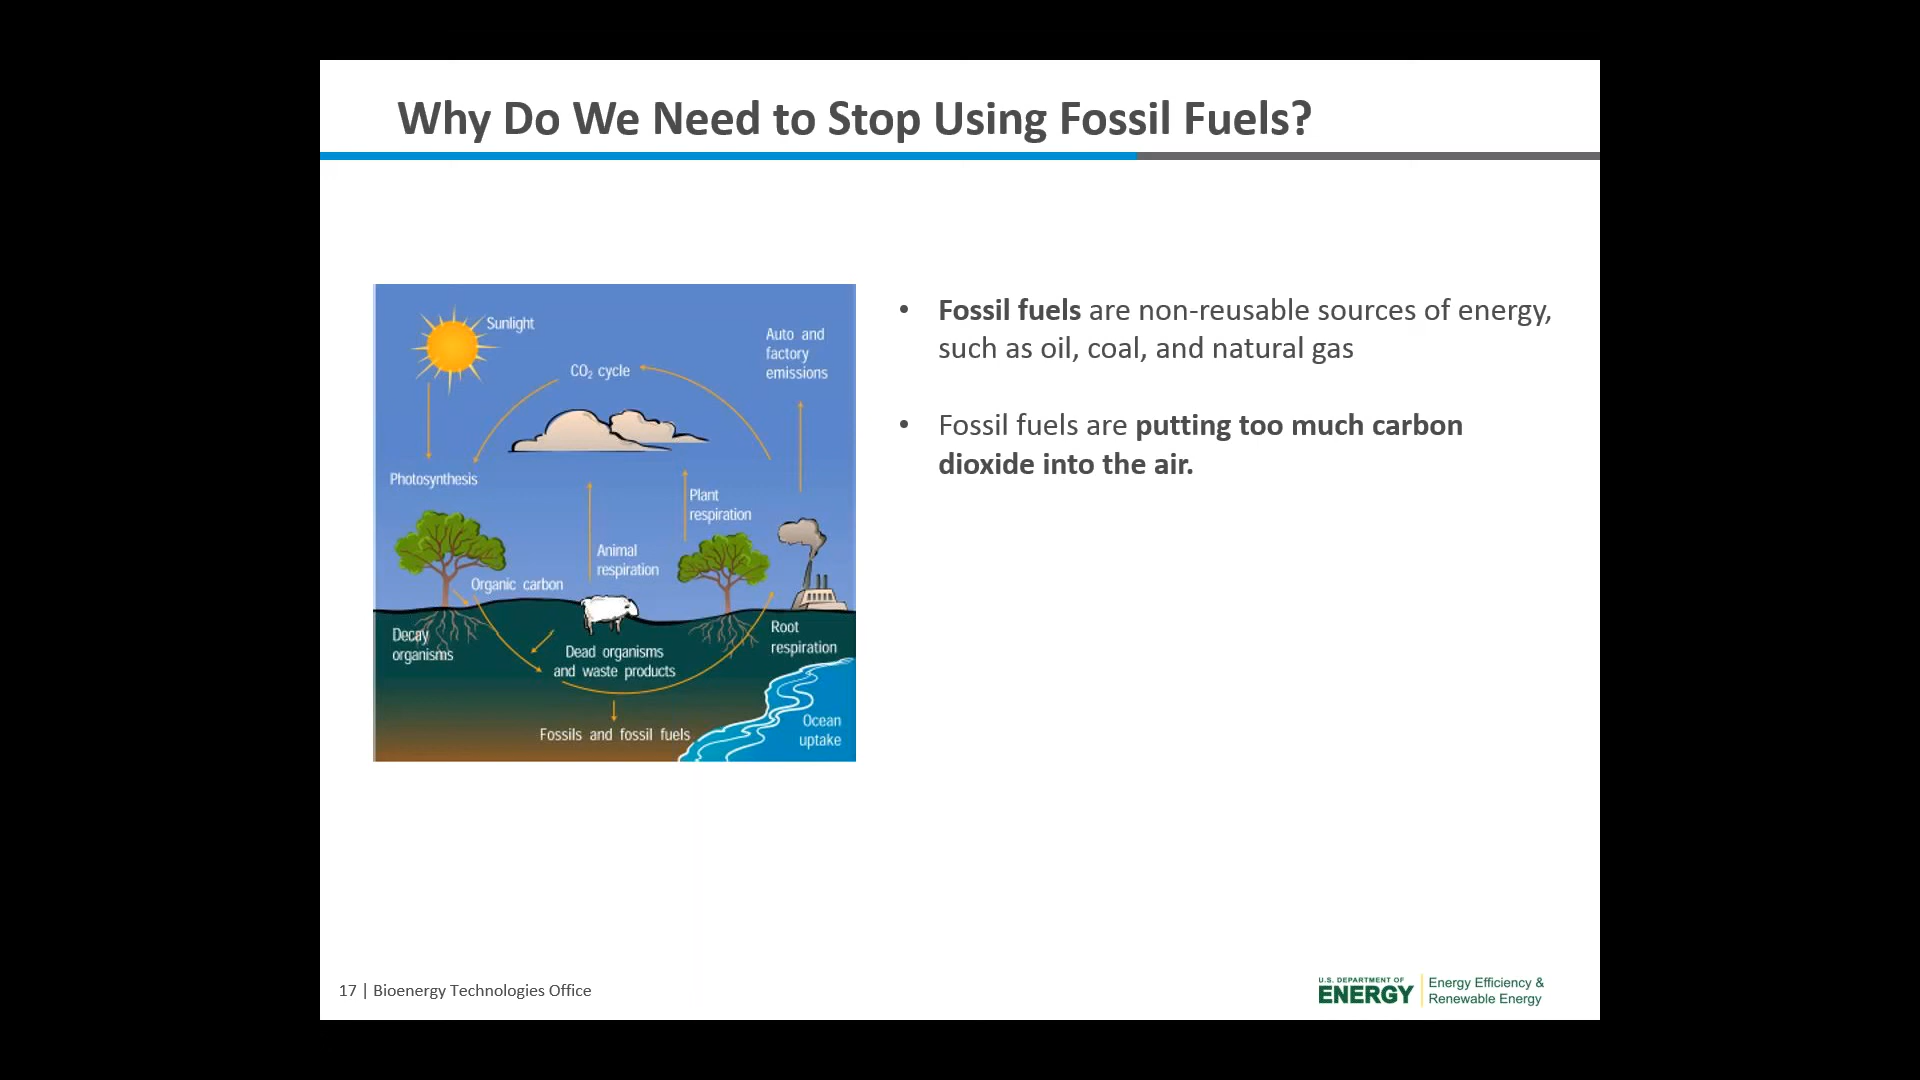 Why Do We Need to Stop Using Fossil Fuels?
Sunlight
Auto and
factory
emissions
CO₂ cycle
Photosynthesis
Plant
respiration
Animal
respiration
Organic carbon
Decay
organisms
Root
respiration
Dead organisms
and waste products
Fossils and fossil fuels
Ocean
uptake
• Fossil fuels are non-reusable sources of energy,
such as oil, coal, and natural gas
• Fossil fuels are putting too much carbon
dioxide into the air.
17 | Bioenergy Technologies Office
U.S. DEPARTMENT OF
ENERGY
Energy Efficiency &
Renewable Energy